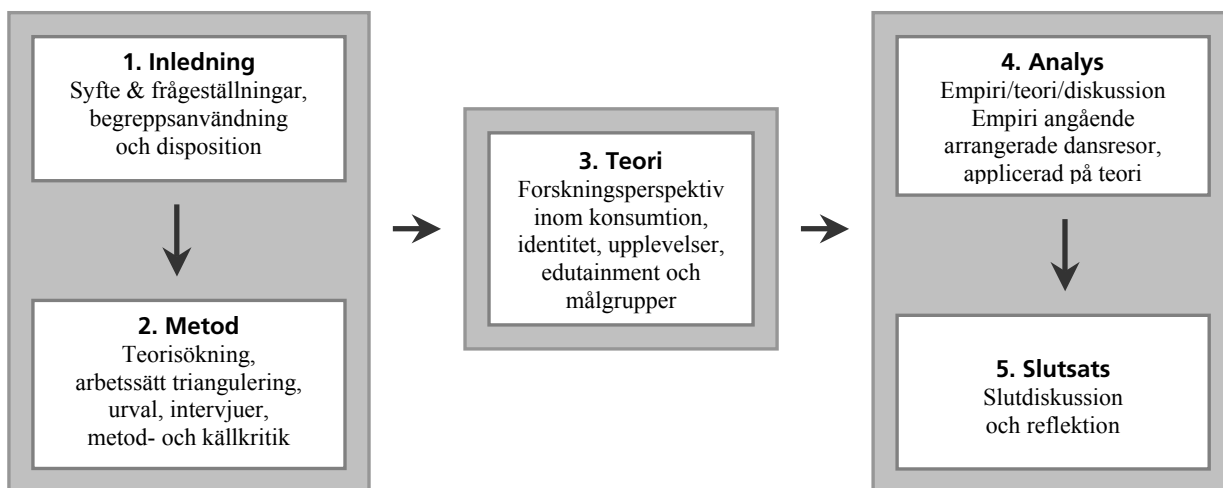 1. Inledning
Syfte & frågeställningar,
begreppsanvändning
och disposition
2. Metod
Teorisökning,
arbetssätt triangulering,
urval, intervjuer,
metod- och källkritik
3. Teori
Forskningsperspektiv
inom konsumtion,
identitet, upplevelser,
edutainment och
målgrupper
4. Analys
Empiri/teori/diskussion
Empiri angående
arrangerade dansresor,
applicerad på teori
5. Slutsats
Slutdiskussion
och reflektion